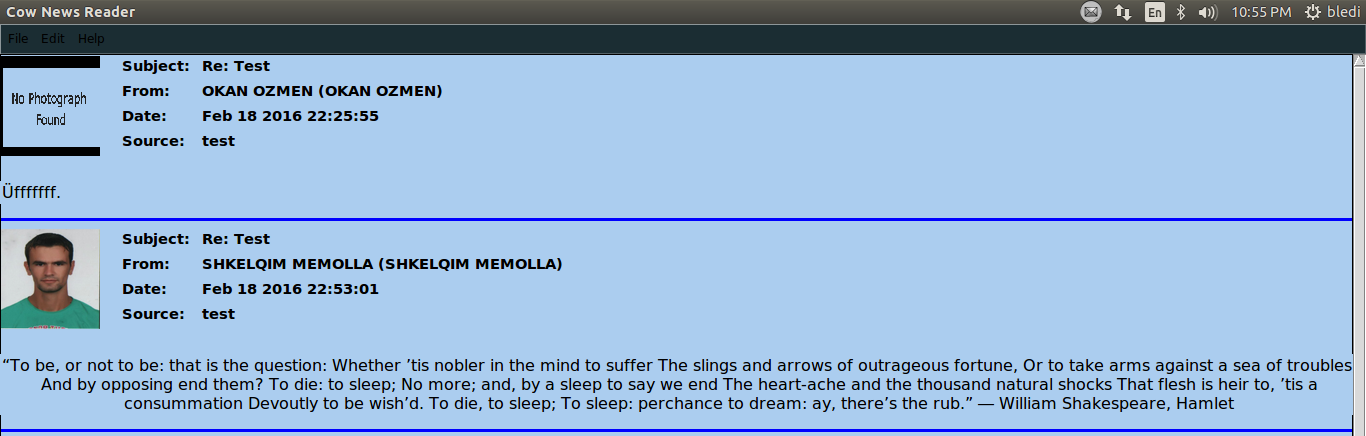 Cow News Reader En 10:55 PM bledi
File Edit Help
No Photograph
Found
Subject: Re: Test
From: OKAN OZMEN (OKAN OZMEN)
Date: Feb 18 2016 22:25:55
Source: test
Üfffffff.
Subject: Re: Test
From: SHKELQIM MEMOLLA (SHKELQIM MEMOLLA)
Date: Feb 18 2016 22:53:01
Source: test
“To be, or not to be: that is the question: Whether ’tis nobler in the mind to suffer The slings and arrows of outrageous fortune, Or to take arms against a sea of troubles
And by opposing end them? To die: to sleep; No more; and, by a sleep to say we end The heart-ache and the thousand natural shocks That flesh is heir to, ’tis a
consummation Devoutly to be wish’d. To die, to sleep; To sleep: perchance to dream: ay, there’s the rub.” ― William Shakespeare, Hamlet